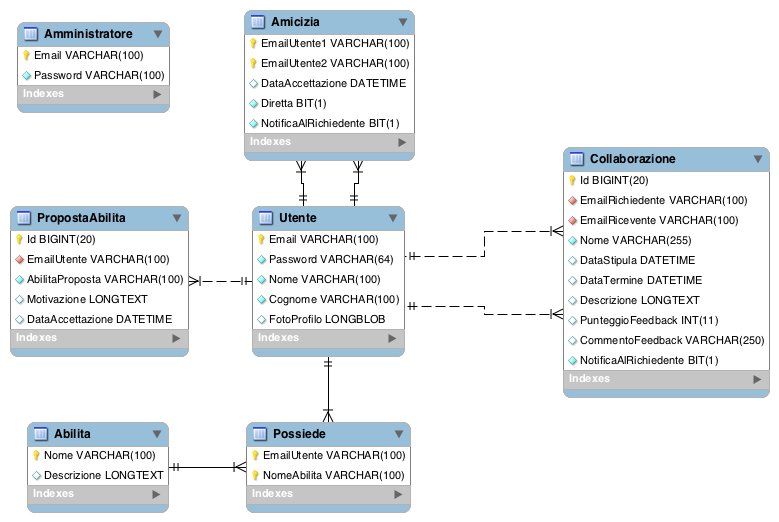 Amministratore
Email VARCHAR(100)
Password VARCHAR(100)
Indexes
Amicizia
EmailUtente1 VARCHAR(100)
EmailUtente2 VARCHAR(100)
DataAccettazione DATETIME
Diretta BIT(1)
NotificaAlRichiedente BIT(1)
Indexes
Collaborazione
Id BIGINT(20)
EmailRichiedente VARCHAR(100)
EmailRicevente VARCHAR(100)
Nome VARCHAR(255)
DataStipula DATETIME
DataTermine DATETIME
Descrizione LONGTEXT
PunteggioFeedback INT(11)
CommentoFeedback VARCHAR(250)
NotificaAlRichiedente BIT(1)
Indexes
PropostaAbilita
Id BIGINT(20)
EmailUtente VARCHAR(100)
AbilitaProposta VARCHAR(100)
Motivazione LONGTEXT
DataAccettazione DATETIME
Indexes
Utente
Email VARCHAR(100)
Password VARCHAR(64)
Nome VARCHAR(100)
Cognome VARCHAR(100)
FotoProfilo LONGBLOB
Indexes
Abilita
Nome VARCHAR(100)
Descrizione LONGTEXT
Indexes
Possiede
EmailUtente VARCHAR(100)
NomeAbilita VARCHAR(100)
Indexes